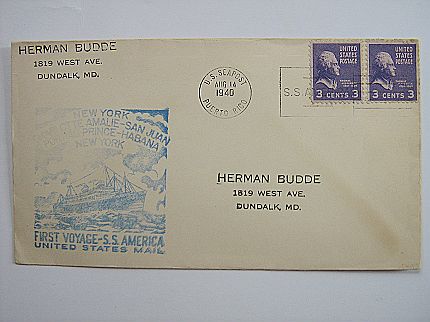 HERMAN BUDDE
1819 WEST AVE.
DUNDALK, MD.
U.S. SEAPOST
AUG 14
1940
PUERTO RICO
S.S. A
UNITED
STATES
POSTAGE
3 CENTS 3
UNITED
STATES
POSTAGE
3 CENTS 3
NEW YORK
AMALIE-SAN JUAN
PRINCE-HABANA
NEW YORK
FIRST VOYAGE-S.S. AMERICA
UNITED STATES MAIL
HERMAN BUDDE
1819 WEST AVE.
DUNDALK, MD.